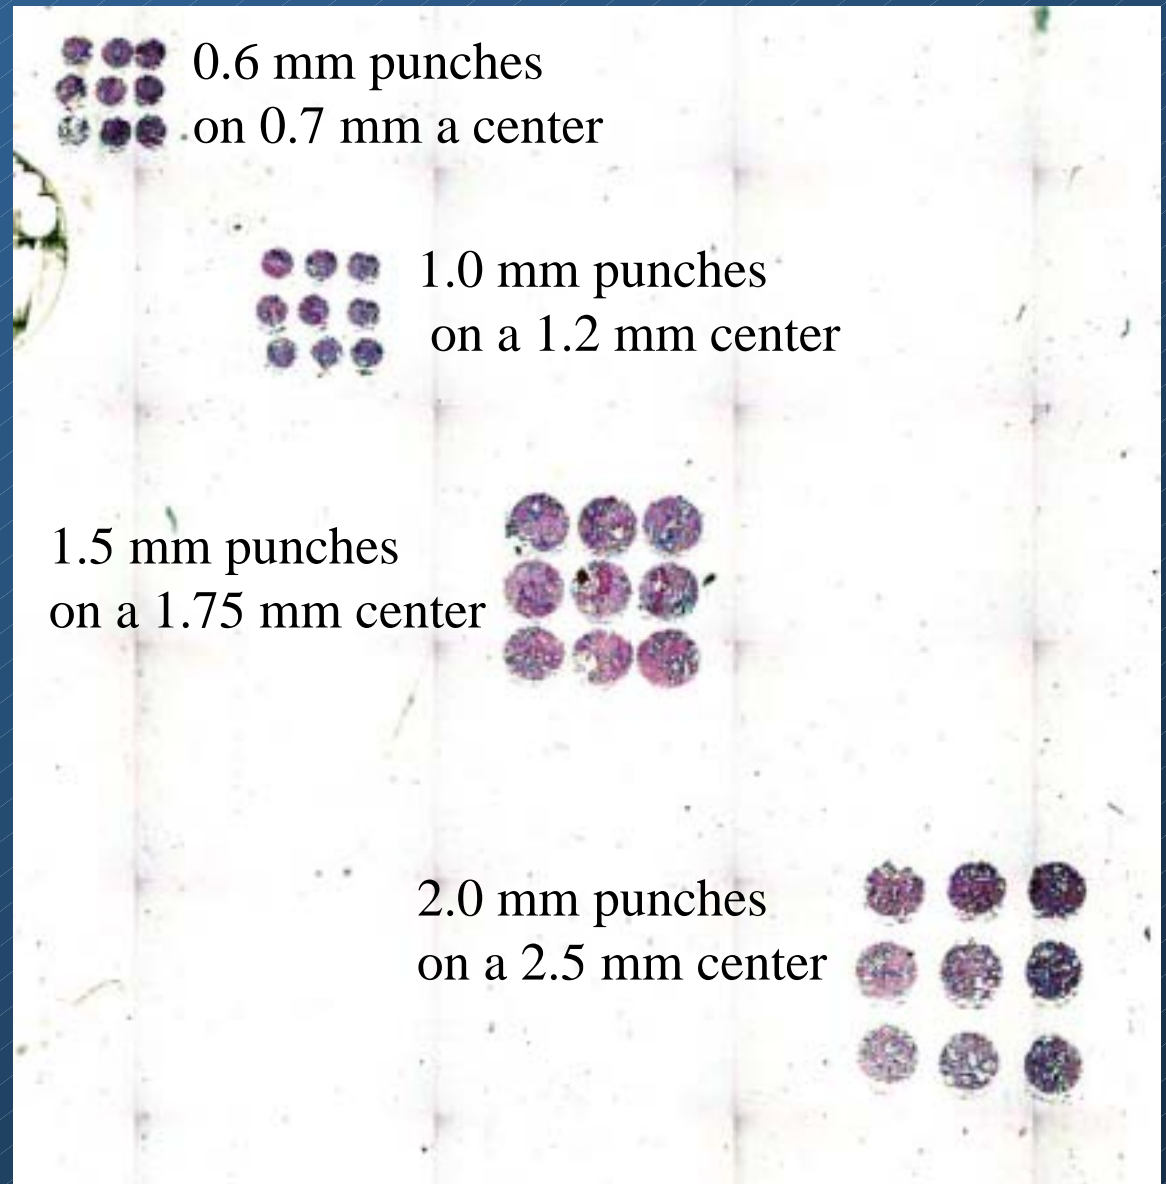 0.6 mm punches
on 0.7 mm a center
1.0 mm punches
on a 1.2 mm center
1.5 mm punches
on a 1.75 mm center
2.0 mm punches
on a 2.5 mm center